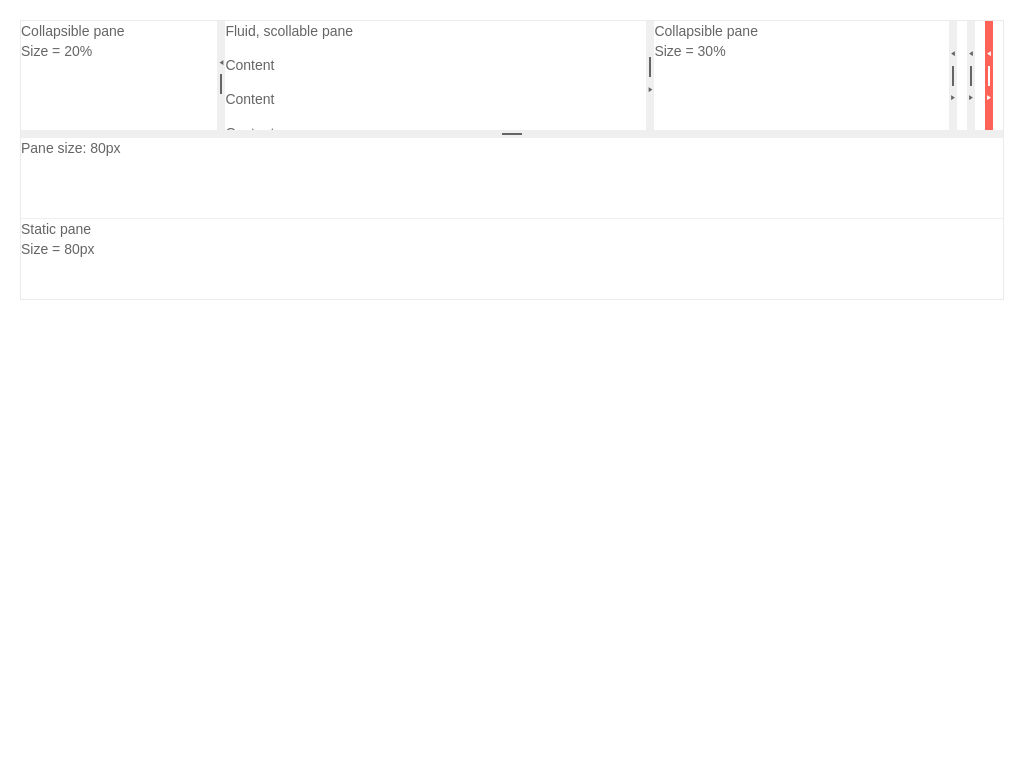 Collapsible pane
Size = 20%
Fluid, scollable pane
Content
Content
Collapsible pane
Size = 30%
Pane size: 80px
Static pane
Size = 80px